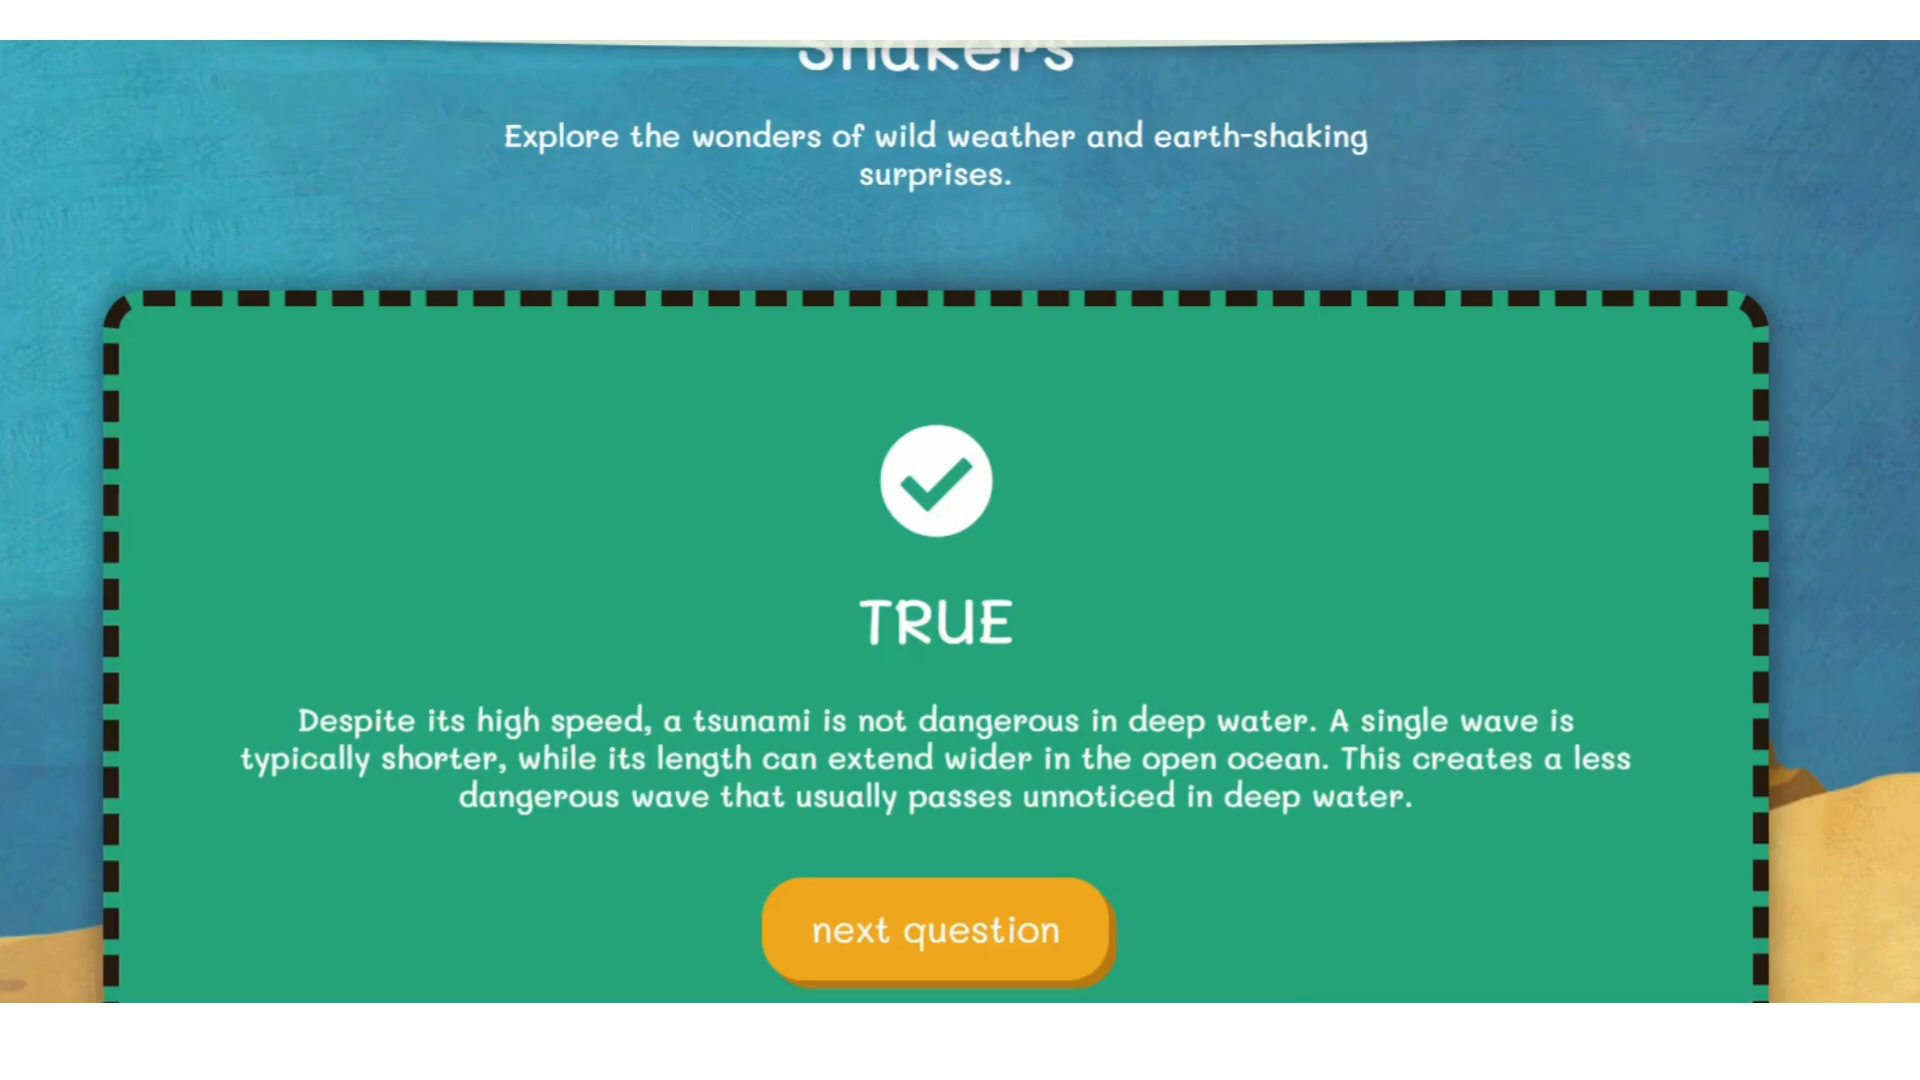 Shakers
Explore the wonders of wild weather and earth-shaking
surprises.
TRUE
Despite its high speed, a tsunami is not dangerous in deep water. A single wave is
typically shorter, while its length can extend wider in the open ocean. This creates a less
dangerous wave that usually passes unnoticed in deep water.
next question